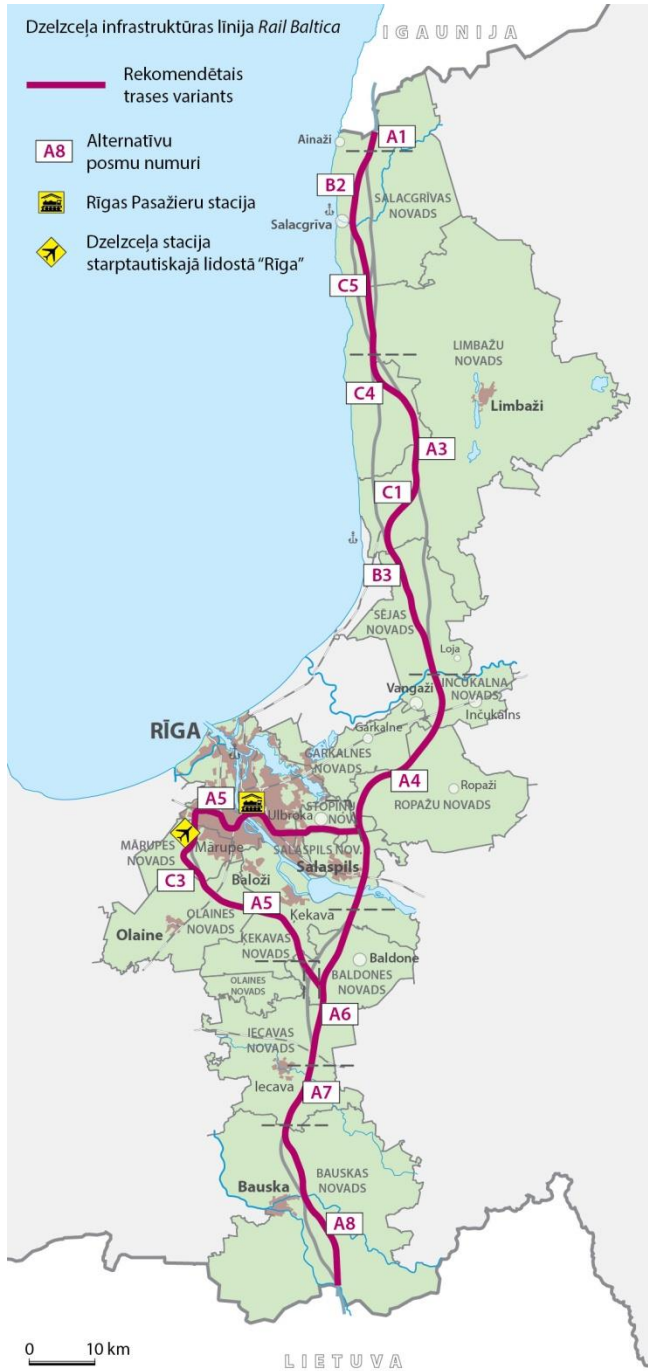 Dzelzceļa infrastruktūras līnija Rail Baltica
IGAUNIJA
Rekomendētais
trases variants
A8
Alternatīvu
posmu numuri
Rīgas Pasažieru stacija
Dzelzceļa stacija
starptautiskajā lidostā “Rīga”
Ainaži
A1
B2
SALACGRĪVAS
NOVADS
Salacgrīva
C5
LIMBAŽU
NOVADS
C4
Limbaži
A3
C1
B3
SĒJAS
NOVADS
Loja
Vangaži
INČUKALNA
NOVADS
Inčukalns
RĪGA
Garkalne
GARKALNES
NOVADS
A4
Ropaži
ROPAŽU NOVADS
A5
Ulbroka
STOPIŅU
NOV.
MĀRUPES
NOVADS
Mārupe
SALASPILS NOV.
Salaspils
C3
Baloži
A5
Olaine
OLAINES
NOVADS
Ķekava
ĶEKAVAS
NOVADS
Baldone
BALDONES
NOVADS
OLAINES
NOVADS
A6
IECAVAS
NOVADS
Iecava
A7
BAUSKAS
NOVADS
Bauska
A8
0 10 km
LIETUVA